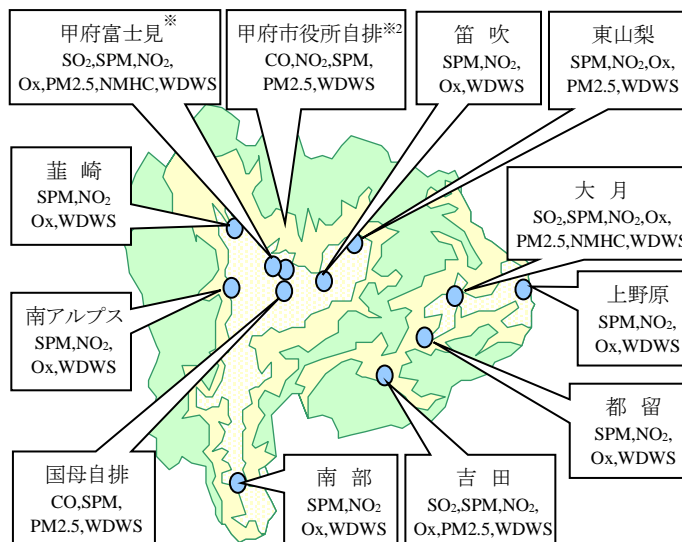 甲府富士見※
SO₂,SPM,NO₂,
Ox,PM2.5,NMHC,WDWS
甲府市役所自排※2
CO,NO₂,SPM,
PM2.5,WDWS
笛 吹
SPM,NO₂,
Ox,WDWS
東山梨
SPM,NO₂,Ox,
PM2.5,WDWS
韮崎
SPM,NO₂
Ox,WDWS
大 月
SO₂,SPM,NO₂,Ox,
PM2.5,NMHC,WDWS
南アルプス
SPM,NO₂,
Ox,WDWS
上野原
SPM,NO₂,
Ox,WDWS
都 留
SPM,NO₂,
Ox,WDWS
国母自排
CO,SPM,
PM2.5,WDWS
南 部
SPM,NO₂
Ox,WDWS
吉 田
SO₂,SPM,NO₂,
Ox,PM2.5,WDWS